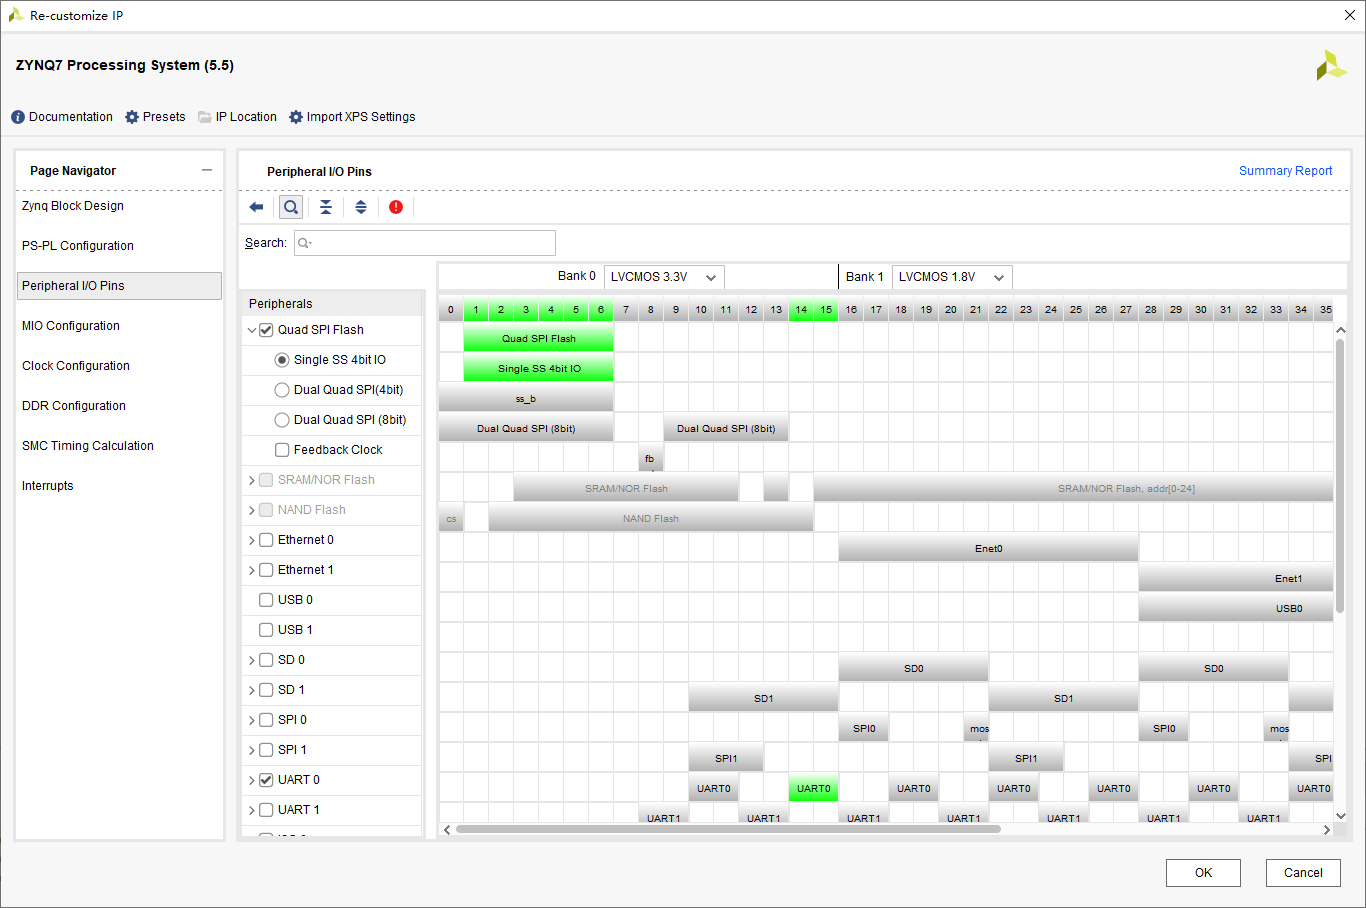 Re-customize IP
ZYNQ7 Processing System (5.5)
Documentation Presets IP Location Import XPS Settings
Page Navigator
Zynq Block Design
PS-PL Configuration
Peripheral I/O Pins
MIO Configuration
Clock Configuration
DDR Configuration
SMC Timing Calculation
Interrupts
Peripheral I/O Pins Summary Report
Search:
Bank 0 LVCMOS 3.3V Bank 1 LVCMOS 1.8V
Peripherals 0 1 2 3 4 5 6 7 8 9 10 11 12 13 14 15 16 17 18 19 20 21 22 23 24 25 26 27 28 29 30 31 32 33 34 35
Quad SPI Flash Quad SPI Flash
Single SS 4bit IO Single SS 4bit IO
Dual Quad SPI(4bit) ss_b
Dual Quad SPI (8bit) Dual Quad SPI (8bit) Dual Quad SPI (8bit)
Feedback Clock fb
SRAM/NOR Flash SRAM/NOR Flash SRAM/NOR Flash, addr[0-24]
NAND Flash cs NAND Flash
Ethernet 0 Enet0
Ethernet 1 Enet1
USB 0 USB0
USB 1
SD 0 SD0 SD0
SD 1 SD1 SD1
SPI 0 SPI0 mos SPI0 mos
SPI 1 SPI1 SPI1 SPI
UART 0 UART0 UART0 UART0 UART0 UART0 UART0 UART0
UART 1 UART1 UART1 UART1 UART1 UART1 UART1 UART1
OK Cancel